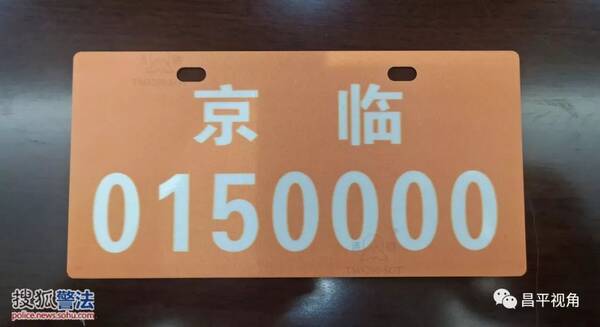 京 临
0150000
搜狐警法
police.news.sohu.com
昌平视角